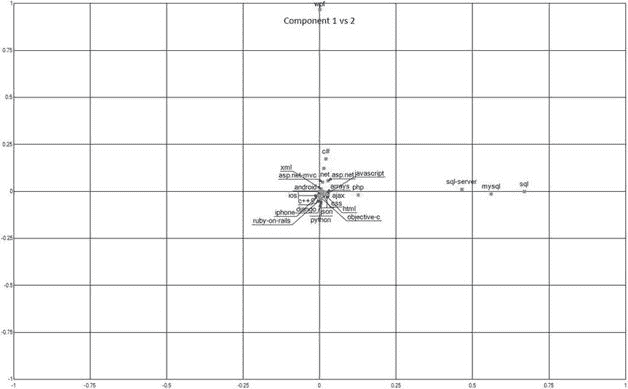 1
wpf
Component 1 vs 2
0.75
0.5
0.25
c#
xml
.net
asp.net-mvc
asp.net
javascript
android
arrays
php
sql-server
mysql
sql
0
ios
ajax
c++
css
iphone
django
json
html
ruby-on-rails
python
objective-c
-0.25
-0.5
-0.75
-1
-1
-0.75
-0.5
-0.25
0
0.25
0.5
0.75
1